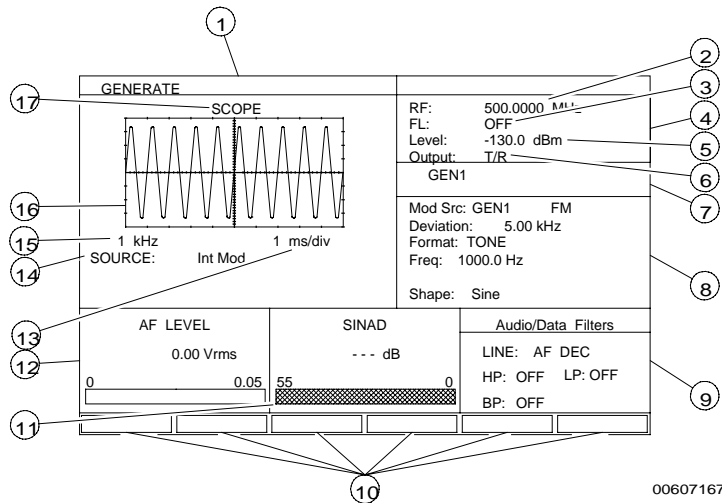 1
2
3
4
5
6
7
8
9
10
11
12
13
14
15
16
17
GENERATE
SCOPE
1 kHz 1 ms/div
SOURCE: Int Mod
RF: 500.0000 MHz
FL: OFF
Level: -130.0 dBm
Output: T/R
GEN1
Mod Src: GEN1 FM
Deviation: 5.00 kHz
Format: TONE
Freq: 1000.0 Hz
Shape: Sine
AF LEVEL
0.00 Vrms
0 0.05
SINAD
- - - dB
55 0
Audio/Data Filters
LINE: AF DEC
HP: OFF LP: OFF
BP: OFF
00607167